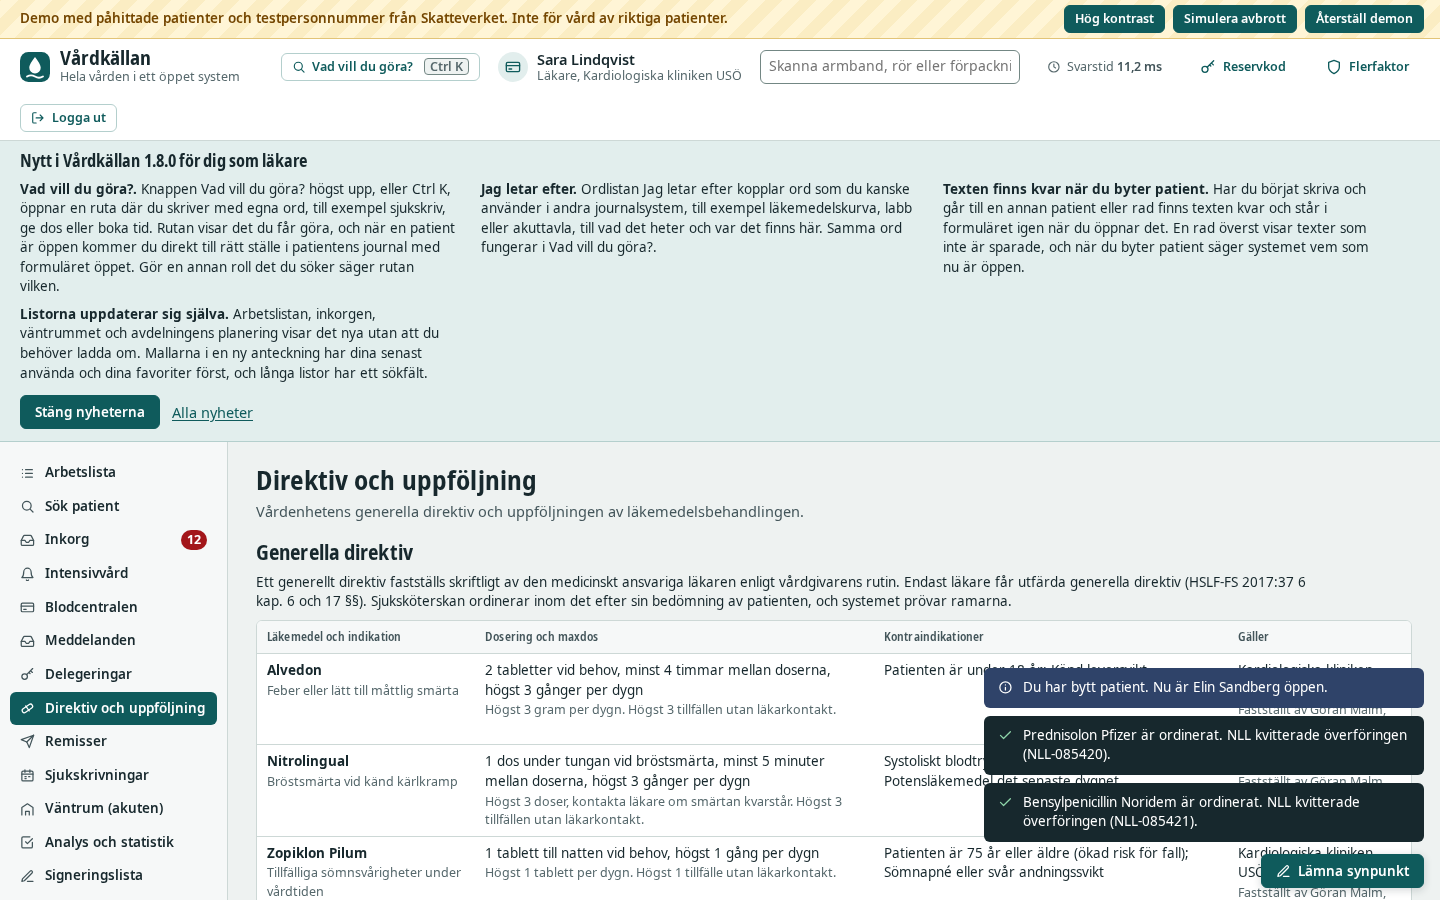 Demo med påhittade patienter och testpersonnummer från Skatteverket. Inte för vård av riktiga patienter.
Hög kontrast
Simulera avbrott
Återställ demon
Vårdkällan
Hela vården i ett öppet system
Vad vill du göra? Ctrl K
Sara Lindqvist
Läkare, Kardiologiska kliniken USÖ
Skanna armband, rör eller förpackni
Svarstid 11,2 ms
Reservkod
Flerfaktor
Logga ut
Nytt i Vårdkällan 1.8.0 för dig som läkare
Vad vill du göra?. Knappen Vad vill du göra? högst upp, eller Ctrl K,
öppnar en ruta där du skriver med egna ord, till exempel sjukskriv,
ge dos eller boka tid. Rutan visar det du får göra, och när en patient
är öppen kommer du direkt till rätt ställe i patientens journal med
formuläret öppet. Gör en annan roll det du söker säger rutan
vilken.
Jag letar efter. Ordlistan Jag letar efter kopplar ord som du kanske
använder i andra journalsystem, till exempel läkemedelskurva, labb
eller akuttavla, till vad det heter och var det finns här. Samma ord
fungerar i Vad vill du göra?.
Texten finns kvar när du byter patient. Har du börjat skriva och
går till en annan patient eller rad finns texten kvar och står i
formuläret igen när du öppnar det. En rad överst visar texter som
inte är sparade, och när du byter patient säger systemet vem som
nu är öppen.
Listorna uppdaterar sig själva. Arbetslistan, inkorgen,
väntrummet och avdelningens planering visar det nya utan att du
behöver ladda om. Mallarna i en ny anteckning har dina senast
använda och dina favoriter först, och långa listor har ett sökfält.
Stäng nyheterna
Alla nyheter
Arbetslista
Sök patient
Inkorg 12
Intensivvård
Blodcentralen
Meddelanden
Delegeringar
Direktiv och uppföljning
Remisser
Sjukskrivningar
Väntrum (akuten)
Analys och statistik
Signeringslista
Direktiv och uppföljning
Vårdenhetens generella direktiv och uppföljningen av läkemedelsbehandlingen.
Generella direktiv
Ett generellt direktiv fastställs skriftligt av den medicinskt ansvariga läkaren enligt vårdgivarens rutin. Endast läkare får utfärda generella direktiv (HSLF-FS 2017:37 6
kap. 6 och 17 §§). Sjuksköterskan ordinerar inom det efter sin bedömning av patienten, och systemet prövar ramarna.
Läkemedel och indikation
Dosering och maxdos
Kontraindikationer
Gäller
Alvedon
Feber eller lätt till måttlig smärta
2 tabletter vid behov, minst 4 timmar mellan doserna,
högst 3 gånger per dygn
Högst 3 gram per dygn. Högst 3 tillfällen utan läkarkontakt.
Patienten är under 18 år; Känd leversvikt
Kardiologiska kliniken
Fastställt av Göran Malm,
Nitrolingual
Bröstsmärta vid känd kärlkramp
1 dos under tungan vid bröstsmärta, minst 5 minuter
mellan doserna, högst 3 gånger per dygn
Högst 3 doser, kontakta läkare om smärtan kvarstår. Högst 3
tillfällen utan läkarkontakt.
Systoliskt blodtr
Potensläkemedel det senaste dygnet
Fastställt av Göran Malm,
Zopiklon Pilum
Tillfälliga sömnsvårigheter under
vårdtiden
1 tablett till natten vid behov, högst 1 gång per dygn
Högst 1 tablett per dygn. Högst 1 tillfälle utan läkarkontakt.
Patienten är 75 år eller äldre (ökad risk för fall);
Sömnapné eller svår andningssvikt
Kardiologiska kliniken
USÖ
Fastställt av Göran Malm,
Du har bytt patient. Nu är Elin Sandberg öppen.
Prednisolon Pfizer är ordinerat. NLL kvitterade överföringen
(NLL-085420).
Bensylpenicillin Noridem är ordinerat. NLL kvitterade
överföringen (NLL-085421).
Lämna synpunkt